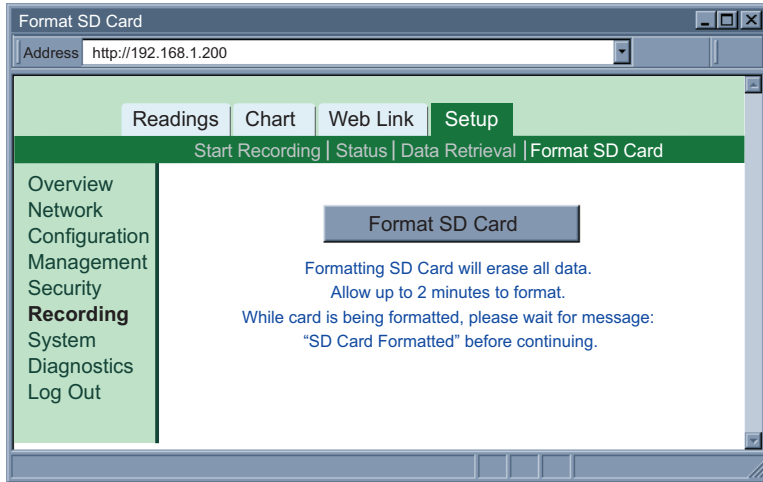 Format SD Card
Address http://192.168.1.200
Readings Chart Web Link Setup
Start Recording | Status | Data Retrieval | Format SD Card
Overview
Network
Configuration
Management
Security
Recording
System
Diagnostics
Log Out
Format SD Card
Formatting SD Card will erase all data.
Allow up to 2 minutes to format.
While card is being formatted, please wait for message:
“SD Card Formatted” before continuing.